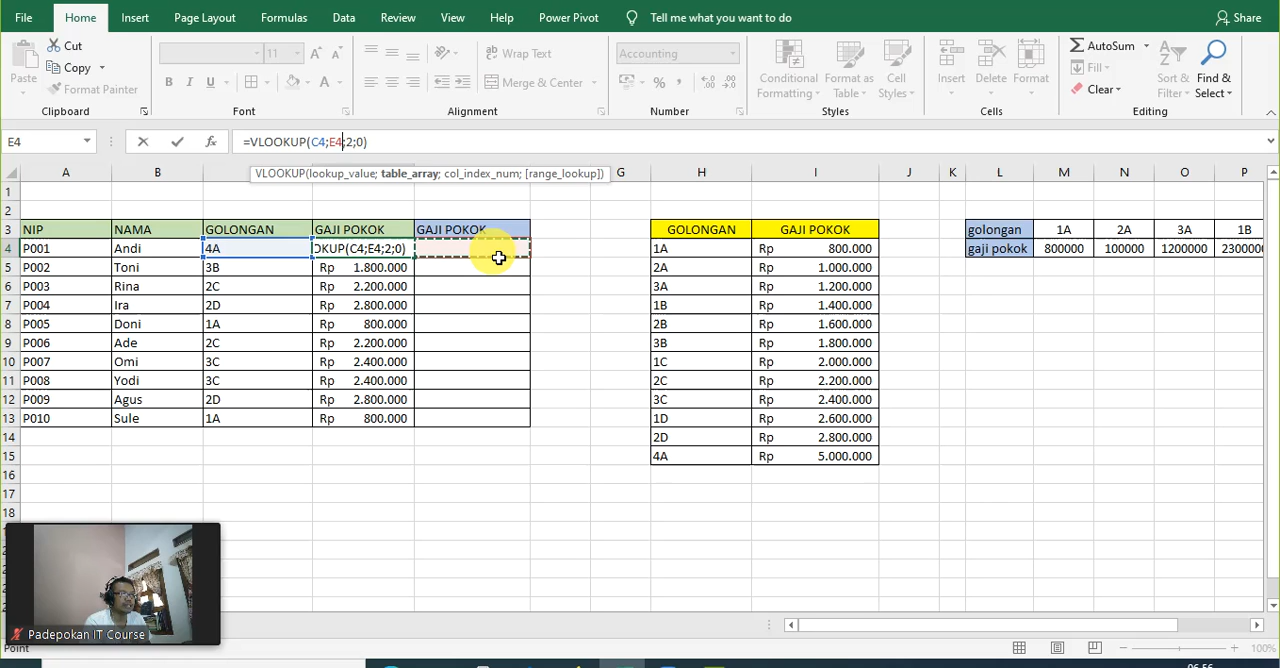 File Home Insert Page Layout Formulas Data Review View Help Power Pivot Tell me what you want to do Share
Cut
Copy
Format Painter
Paste
Clipboard
11
B I U A
Font
Wrap Text
Merge & Center
Alignment
Accounting
%
Number
Conditional Formatting
Format as Table
Cell Styles
Styles
Insert Delete Format
Cells
AutoSum
Fill
Clear
Sort & Filter
Find & Select
Editing
E4 fx =VLOOKUP(C4;E4;2;0)
VLOOKUP(lookup_value; table_array; col_index_num; [range_lookup])
A B G H I J K L M N O P
1
2
3 NIP NAMA GOLONGAN GAJI POKOK GAJI POKOK GOLONGAN GAJI POKOK golongan 1A 2A 3A 1B
4 P001 Andi 4A OKUP(C4;E4;2;0) 1A Rp 800.000 gaji pokok 800000 100000 1200000 230000
5 P002 Toni 3B Rp 1.800.000 2A Rp 1.000.000
6 P003 Rina 2C Rp 2.200.000 3A Rp 1.200.000
7 P004 Ira 2D Rp 2.800.000 1B Rp 1.400.000
8 P005 Doni 1A Rp 800.000 2B Rp 1.600.000
9 P006 Ade 2C Rp 2.200.000 3B Rp 1.800.000
10 P007 Omi 3C Rp 2.400.000 1C Rp 2.000.000
11 P008 Yodi 3C Rp 2.400.000 2C Rp 2.200.000
12 P009 Agus 2D Rp 2.800.000 3C Rp 2.400.000
13 P010 Sule 1A Rp 800.000 1D Rp 2.600.000
14 2D Rp 2.800.000
15 4A Rp 5.000.000
16
17
18
Padepokan IT Course
Point
100%
06.56